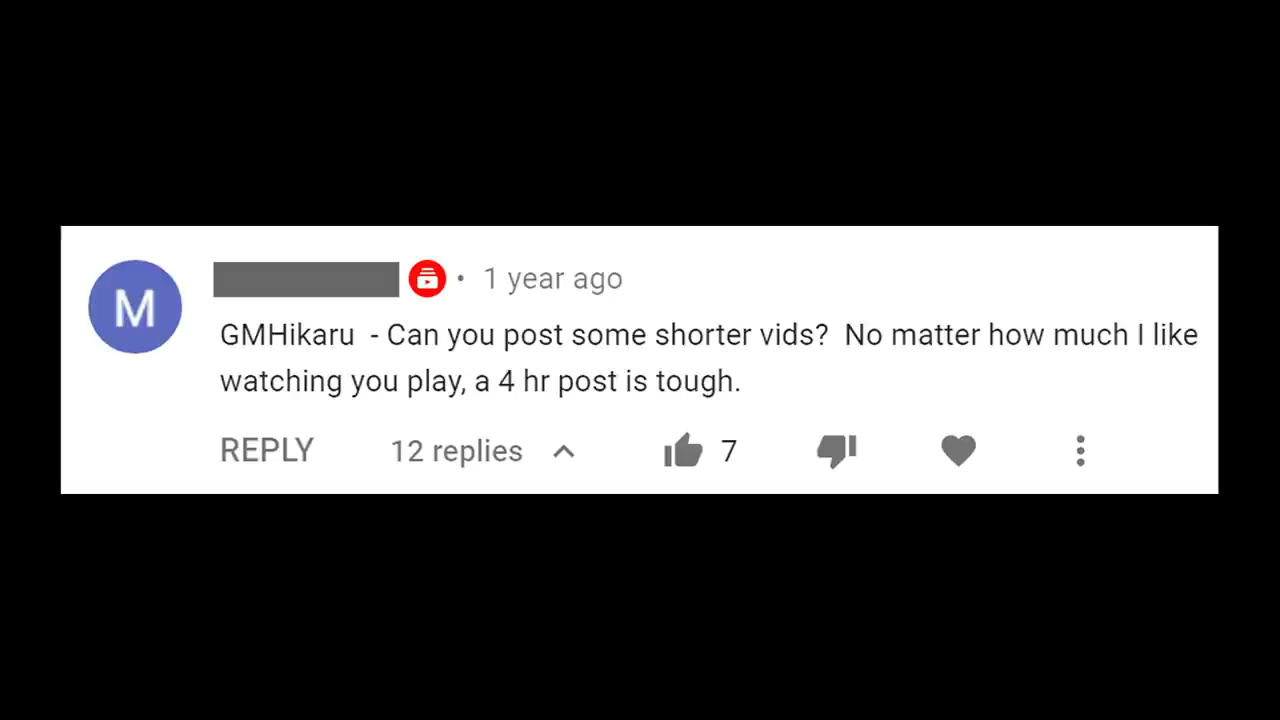 M
• 1 year ago
GMHikaru  - Can you post some shorter vids?  No matter how much I like
watching you play, a 4 hr post is tough.
REPLY 12 replies 7